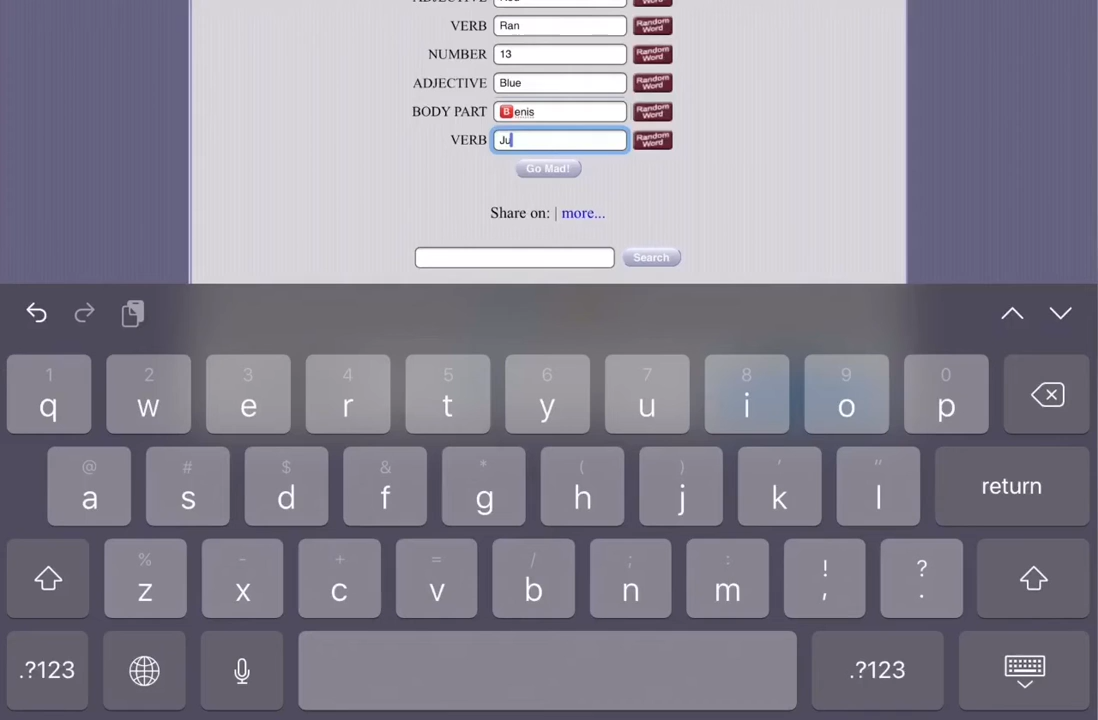 VERB Ran Random Word
NUMBER 13 Random Word
ADJECTIVE Blue Random Word
BODY PART 🅱️enis Random Word
VERB Ju Random Word
Go Mad!
Share on: | more...
Search
1 2 3 4 5 6 7 8 9 0
q w e r t y u i o p
@ # $ & * ( ) ' "
a s d f g h j k l return
% - + = / ; : ! ?
z x c v b n m , .
.?123 .?123